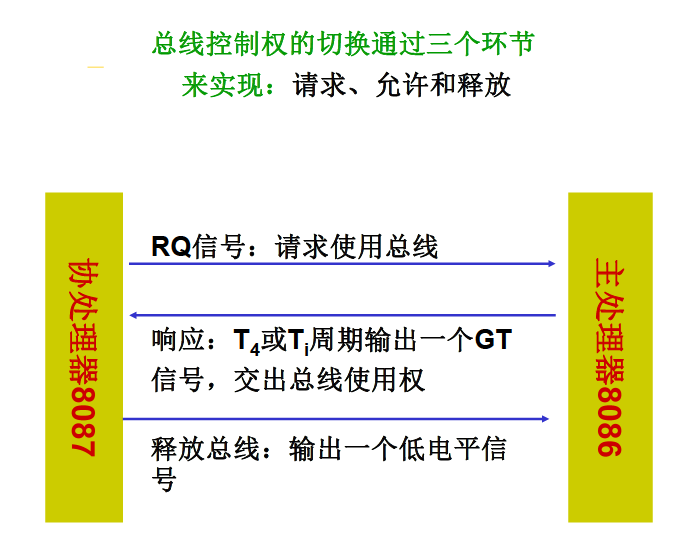 总线控制权的切换通过三个环节
来实现：请求、允许和释放
协处理器8087
RQ信号：请求使用总线
响应：T4或Ti周期输出一个GT
信号，交出总线使用权
释放总线：输出一个低电平信
号
主处理器8086